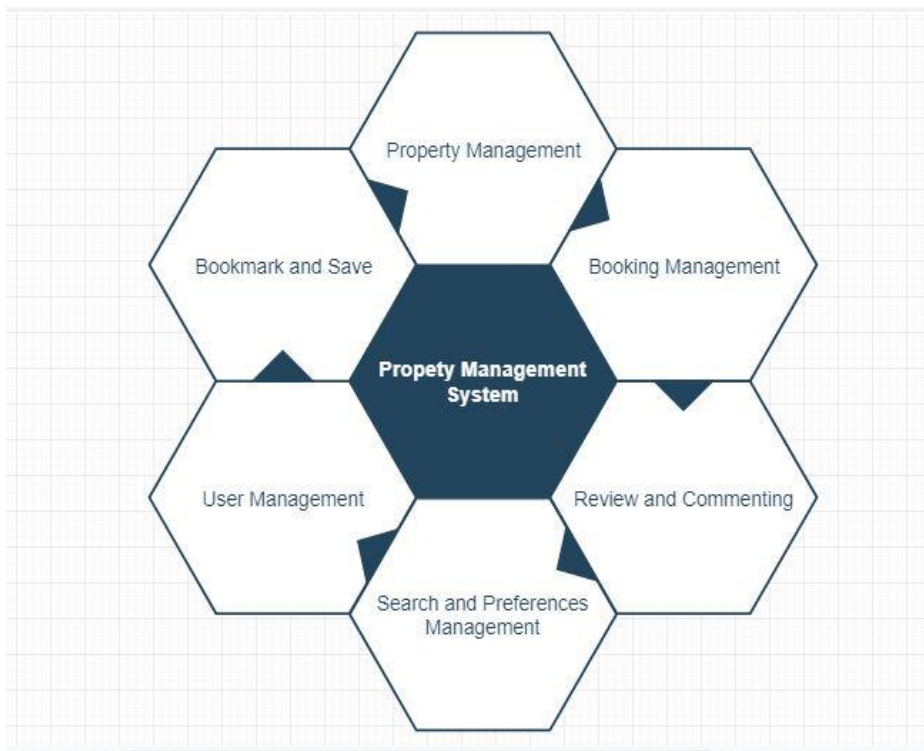 Property Management
Bookmark and Save
Booking Management
Propety Management
System
User Management
Review and Commenting
Search and Preferences
Management